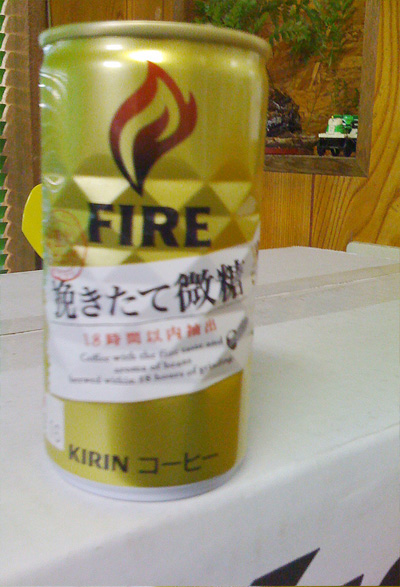 FIRE
挽きたて微糖
18時間以内抽出
Coffee with the fine taste and
aroma of beans
brewed within 18 hours of grinding.
KIRIN コーヒー